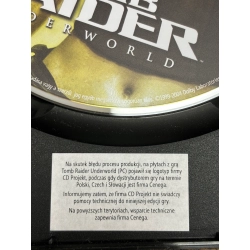 RAIDER
DERWORLD
Na skutek błędu procesu produkcji, na płytach z grą
Tomb Raider Underworld (PC) pojawił się logotyp firmy
CD Projekt, podczas gdy dystrybutorem gry na terenie
Polski, Czech i Słowacji jest firma Cenega.
Informujemy zatem, że firma CD Projekt nie świadczy
pomocy technicznej do niniejszej edycji gry.
Na powyższych terytoriach, wsparcie techniczne
zapewnia firma Cenega.